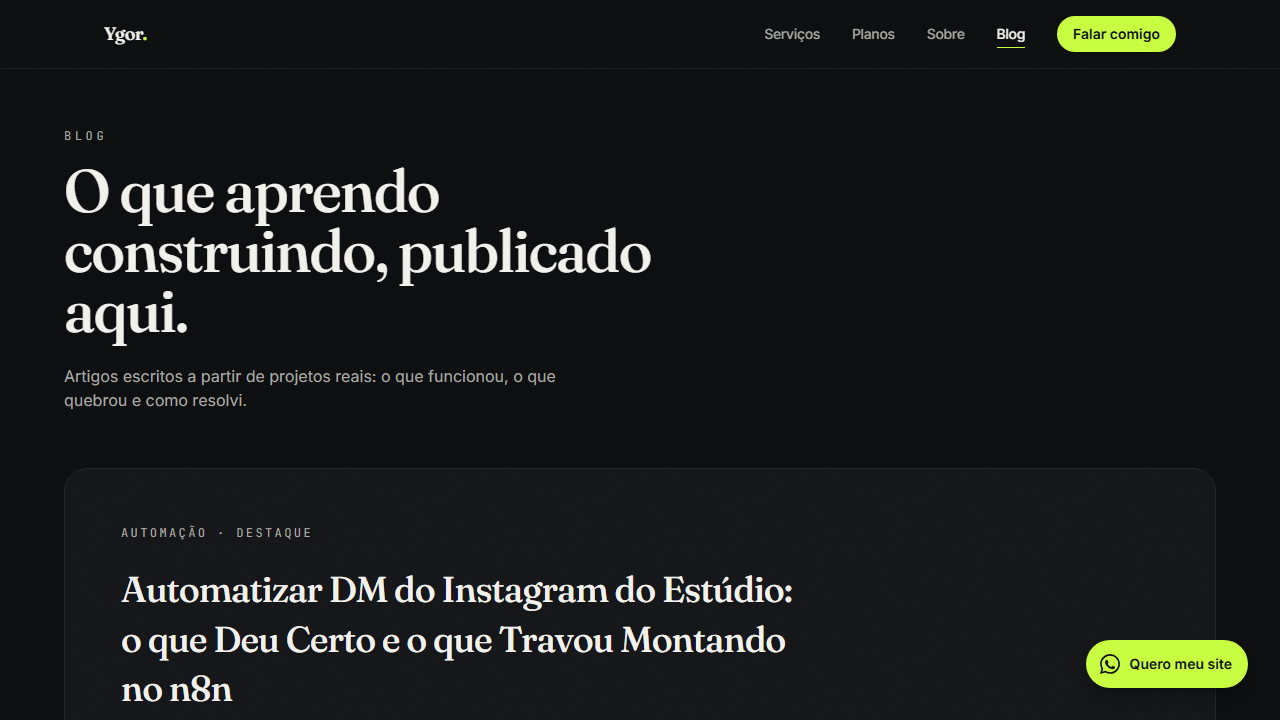 Ygor.
Serviços
Planos
Sobre
Blog
Falar comigo
BLOG
O que aprendo
construindo, publicado
aqui.
Artigos escritos a partir de projetos reais: o que funcionou, o que
quebrou e como resolvi.
AUTOMAÇÃO · DESTAQUE
Automatizar DM do Instagram do Estúdio:
o que Deu Certo e o que Travou Montando
no n8n
Quero meu site